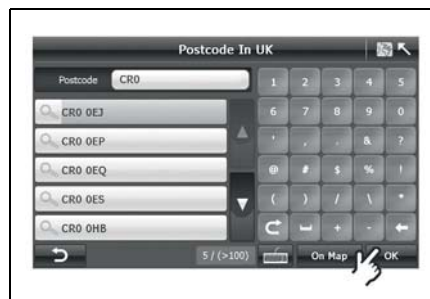 Postcode In UK
Postcode CR0
CR0 0EJ
CR0 0EP
CR0 0EQ
CR0 0ES
CR0 0HB
1 2 3 4 5
6 7 8 9 0
' , . & ?
@ # $ % !
( ) / \ *
+ -
5 / (>100) On Map OK